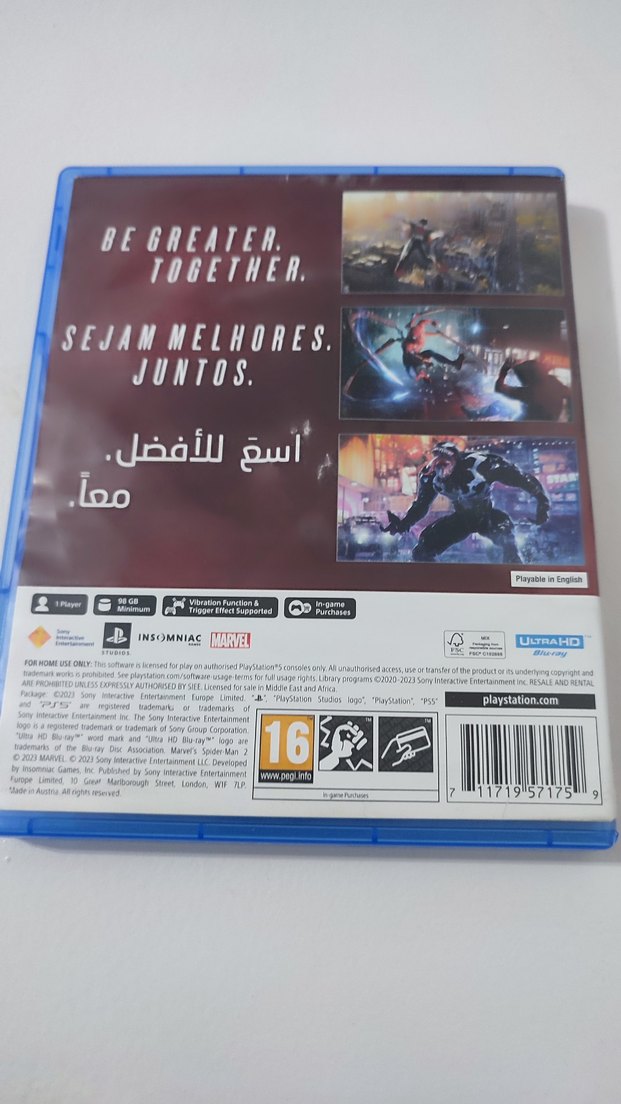 BE GREATER.
TOGETHER.
SEJAM MELHORES.
JUNTOS.
اسعَ للأفضل.
معاً.
Playable in English
1 Player
98 GB
Minimum
Vibration Function &
Trigger Effect Supported
In-game
Purchases
Sony
Interactive
Entertainment
STUDIOS
INSOMNIAC
GAMES
MARVEL
FSC
MIX
ULTRA HD
Blu-ray
FOR HOME USE ONLY: This software is licensed for play on authorised PlayStation®5 consoles only. All unauthorised access, use or transfer of the product or its underlying copyright and
trademark works is prohibited. See playstation.com/software-usage-terms for full usage rights. Library programs ©2020-2023 Sony Interactive Entertainment Inc. RESALE AND RENTAL
ARE PROHIBITED UNLESS EXPRESSLY AUTHORISED BY SIEE. Licensed for sale in Middle East and Africa.
Package: ©2023 Sony Interactive Entertainment Europe Limited. "PlayStation Studios logo", "PlayStation", "PS5"
and "PS5" are registered trademarks or trademarks of
Sony Interactive Entertainment Inc. The Sony Interactive Entertainment
logo is a registered trademark or trademark of Sony Group Corporation.
"Ultra HD Blu-ray™" word mark and "Ultra HD Blu-ray™" logo are
trademarks of the Blu-ray Disc Association. Marvel's Spider-Man 2
© 2023 MARVEL. © 2023 Sony Interactive Entertainment LLC. Developed
by Insomniac Games, Inc. Published by Sony Interactive Entertainment
Europe Limited, 10 Great Marlborough Street, London, W1F 7LP.
Made in Austria. All rights reserved.
playstation.com
16
www.pegi.info
In-game Purchases
7 11719 57175 9